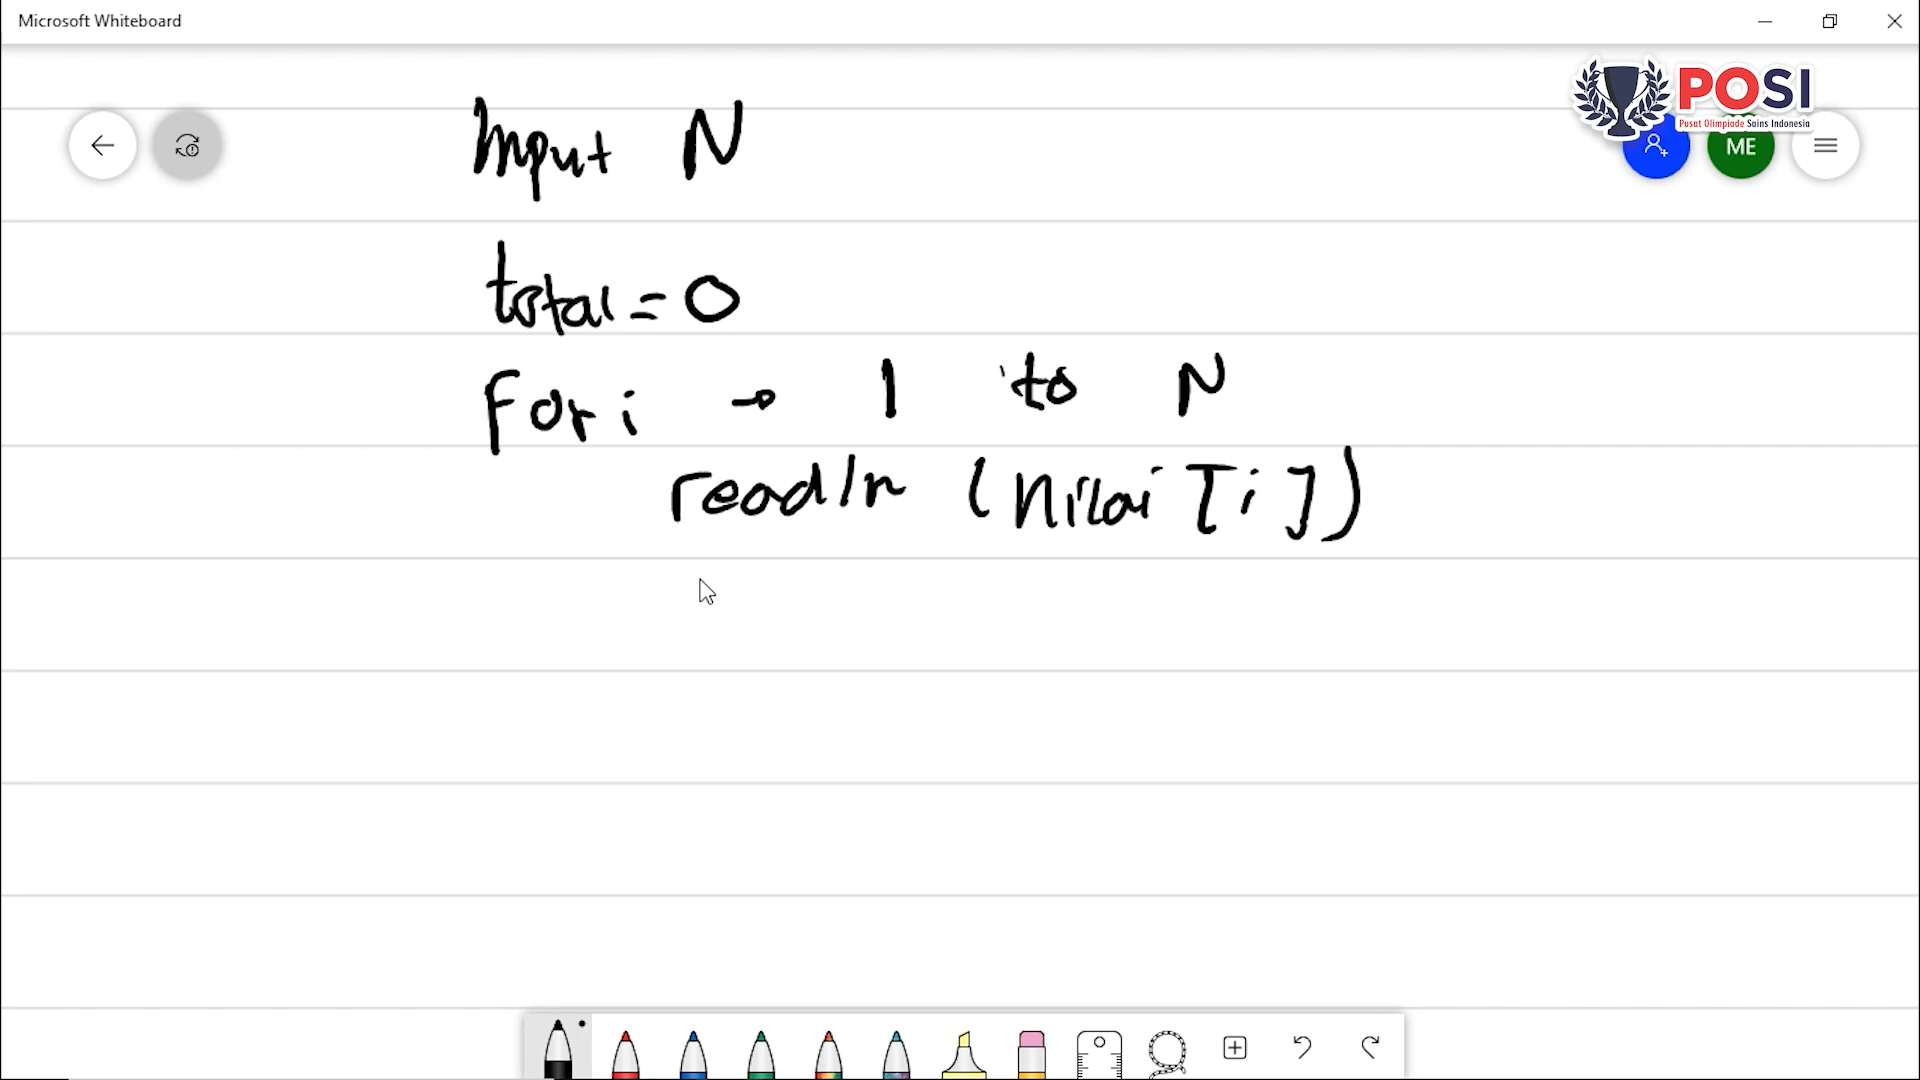 Microsoft Whiteboard
POSI
Pusat Olimpiade Sains Indonesia
ME
Input N
total = 0
For i → 1 to N
readln (Nilai [i])